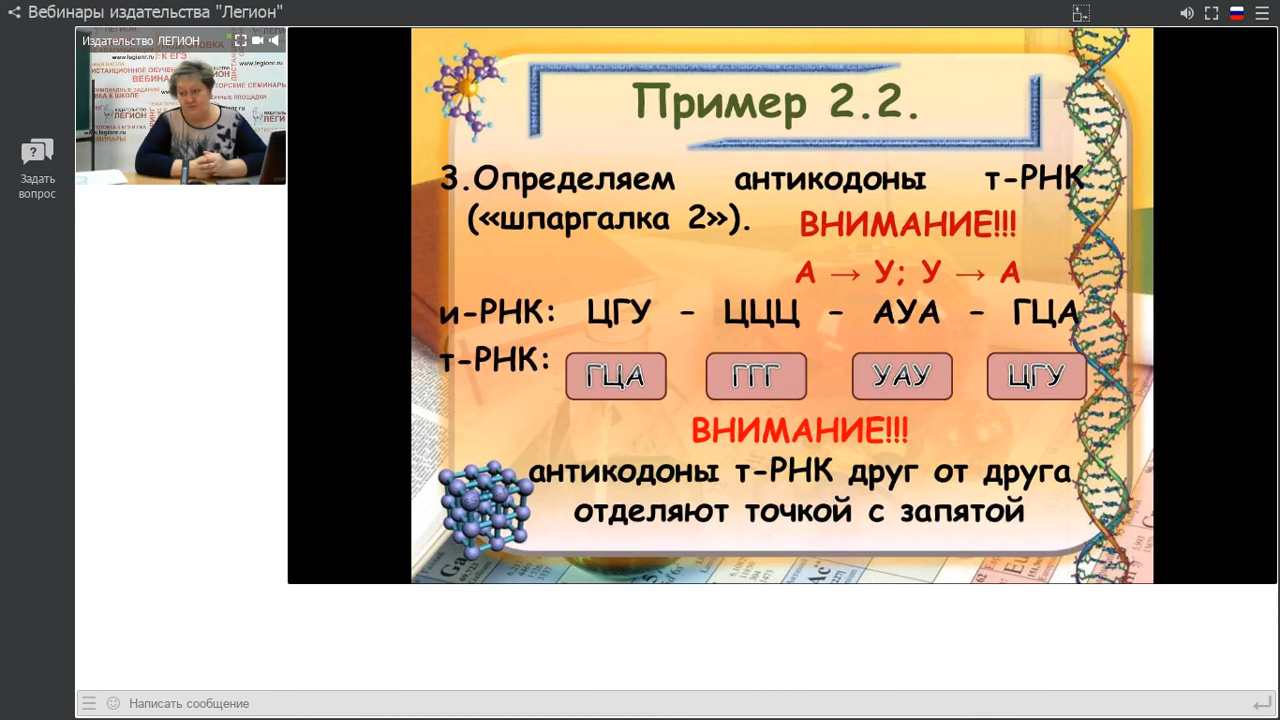 Вебинары издательства "Легион"
Издательство ЛЕГИОН
Задать
вопрос
Пример 2.2.
3.Определяем антикодоны т-РНК
(«шпаргалка 2»).
ВНИМАНИЕ!!!
А → У; У → А
и-РНК: ЦГУ – ЦЦЦ – АУА – ГЦА
т-РНК:
ГЦА ГГГ УАУ ЦГУ
ВНИМАНИЕ!!!
антикодоны т-РНК друг от друга
отделяют точкой с запятой
Написать сообщение